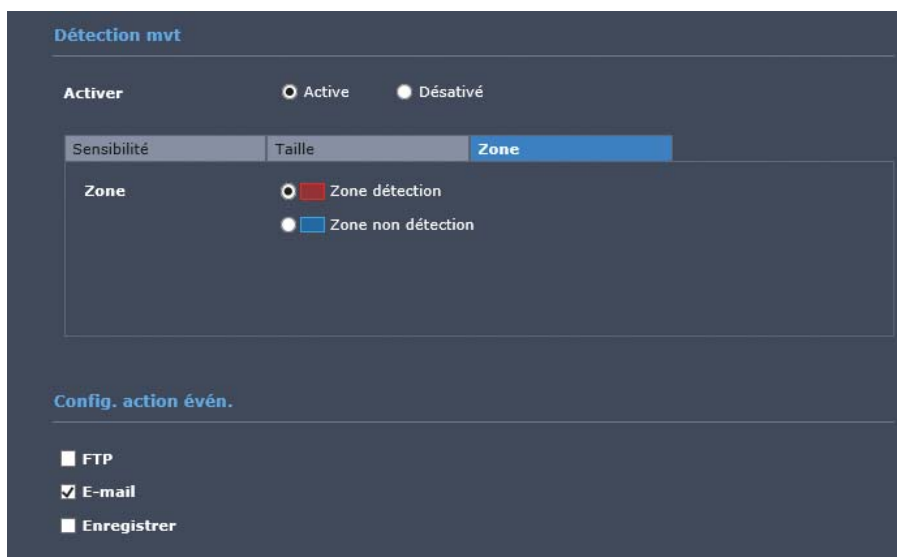 Détection mvt
Activer Active Désativé
Sensibilité Taille Zone
Zone Zone détection
Zone non détection
Config. action évén.
FTP
E-mail
Enregistrer